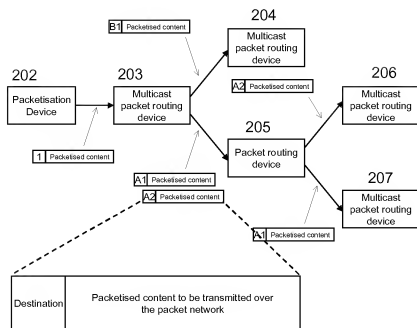 B1 Packetised content
204
Multicast
packet routing
device
202
Packetisation
Device
203
Multicast
packet routing
device
206
Multicast
packet routing
device
A2 Packetised content
205
Packet routing
device
1 Packetised content
A1 Packetised content
A2 Packetised content
207
Multicast
packet routing
device
A1 Packetised content
Destination
Packetised content to be transmitted over
the packet network